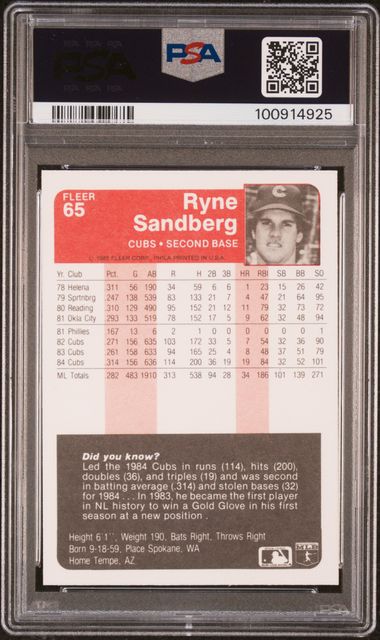 PSA
100914925
FLEER
65
Ryne
Sandberg
CUBS • SECOND BASE
© 1985 FLEER CORP., PHILA PRINTED IN U.S.A.
Yr. Club Pct. G AB R H 2B 3B HR RBI SB BB SO
78 Helena .311 56 190 34 59 6 6 1 23 15 26 42
79 Sprtnbrg .247 138 539 83 133 21 7 4 47 21 64 95
80 Reading .310 129 490 95 152 21 12 11 79 32 73 72
81 Okla City .293 133 519 78 152 17 5 9 62 32 48 94
81 Phillies .167 13 6 2 1 0 0 0 0 0 0 1
82 Cubs .271 156 635 103 172 33 5 7 54 32 36 90
83 Cubs .261 158 633 94 165 25 4 8 48 37 51 79
84 Cubs .314 156 636 114 200 36 19 19 84 32 52 101
ML Totals .282 483 1910 313 538 94 28 34 186 101 139 271
Did you know?
Led the 1984 Cubs in runs (114), hits (200),
doubles (36), and triples (19) and was second
in batting average (.314) and stolen bases (32)
for 1984 . . . In 1983, he became the first player
in NL history to win a Gold Glove in his first
season at a new position.
Height 6'1'', Weight 190, Bats Right, Throws Right
Born 9-18-59, Place Spokane, WA
Home Tempe, AZ